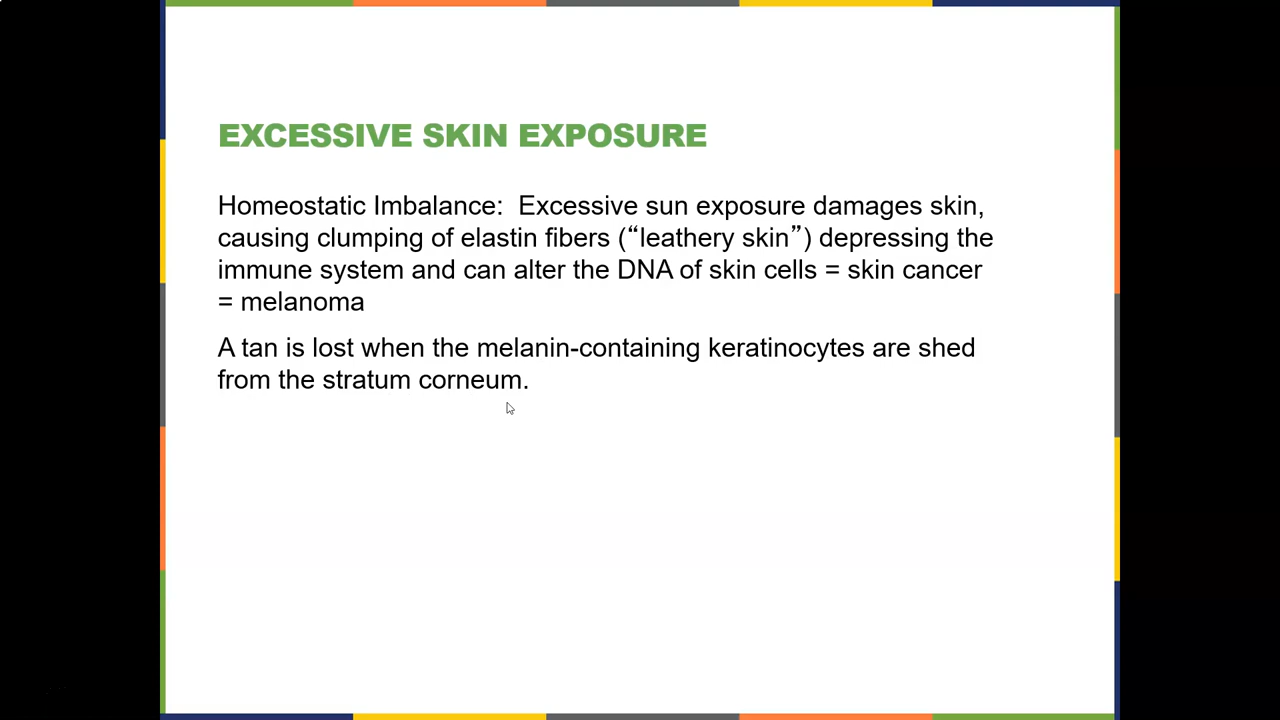 EXCESSIVE SKIN EXPOSURE
Homeostatic Imbalance:  Excessive sun exposure damages skin,
causing clumping of elastin fibers (“leathery skin”) depressing the
immune system and can alter the DNA of skin cells = skin cancer
= melanoma
A tan is lost when the melanin-containing keratinocytes are shed
from the stratum corneum.